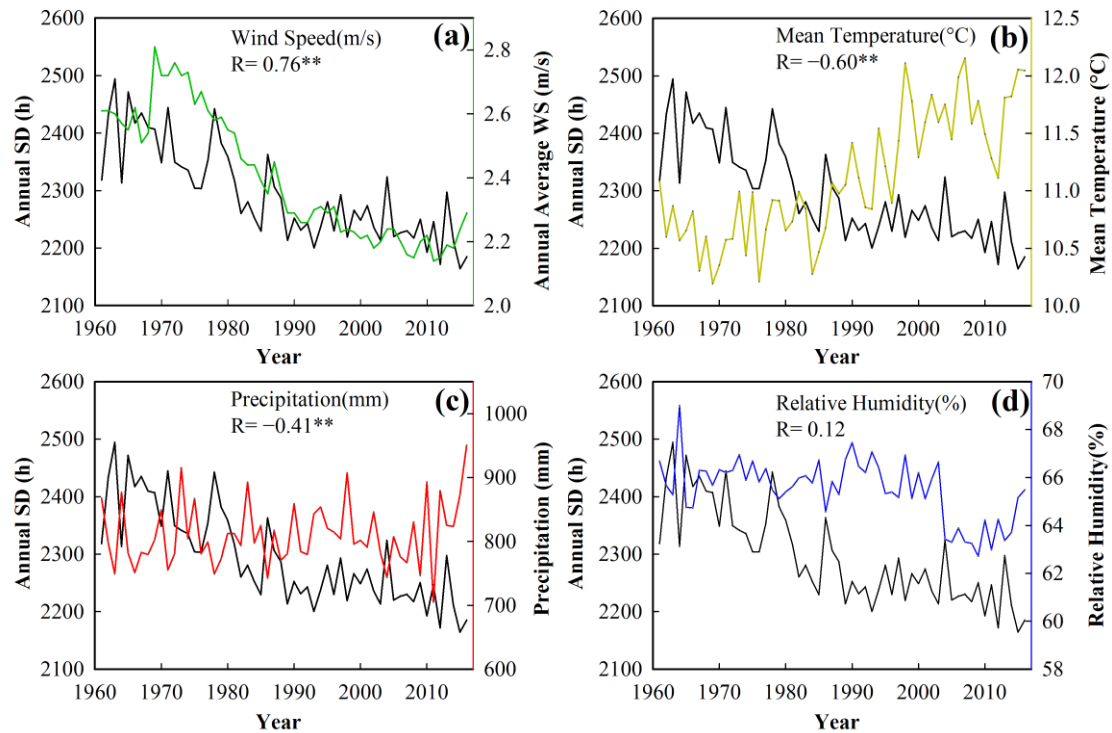 2600
2500
2400
2300
2200
2100
Annual SD (h)
Wind Speed(m/s)
R= 0.76**
(a)
2.8
2.6
2.4
2.2
2.0
Annual Average WS (m/s)
1960 1970 1980 1990 2000 2010
Year
2600
2500
2400
2300
2200
2100
Annual SD (h)
Mean Temperature(°C)
R= −0.60**
(b)
12.5
12.0
11.5
11.0
10.5
10.0
Mean Temperature (°C)
1960 1970 1980 1990 2000 2010
Year
2600
2500
2400
2300
2200
2100
Annual SD (h)
Precipitation(mm)
R= −0.41**
(c)
1000
900
800
700
600
Precipitation (mm)
1960 1970 1980 1990 2000 2010
Year
2600
2500
2400
2300
2200
2100
Annual SD (h)
Relative Humidity(%)
R= 0.12
(d)
70
68
66
64
62
60
58
Relative Humidity(%)
1960 1970 1980 1990 2000 2010
Year